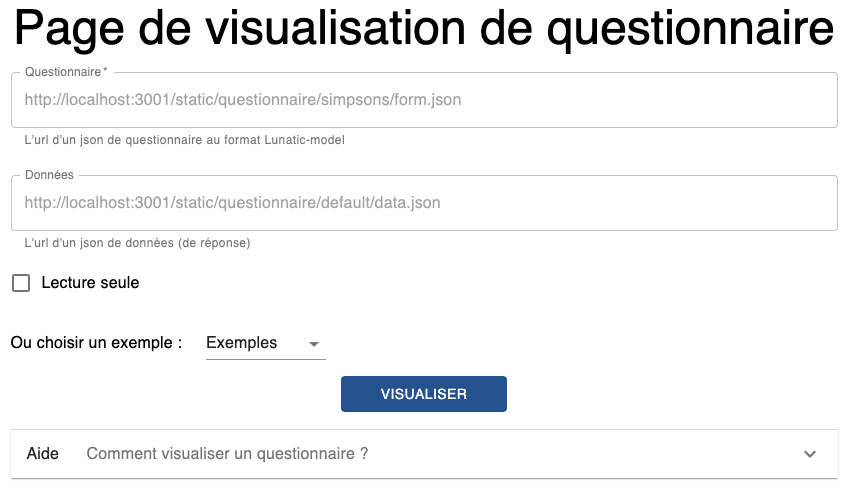 Page de visualisation de questionnaire
Questionnaire *
http://localhost:3001/static/questionnaire/simpsons/form.json
L'url d'un json de questionnaire au format Lunatic-model
Données
http://localhost:3001/static/questionnaire/default/data.json
L'url d'un json de données (de réponse)
Lecture seule
Ou choisir un exemple : Exemples
VISUALISER
Aide Comment visualiser un questionnaire ?